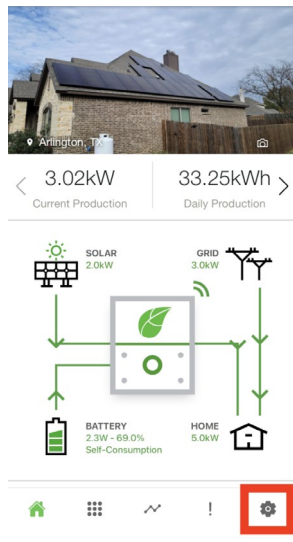 Arlington, TX
3.02kW
Current Production
33.25kWh
Daily Production
SOLAR
2.0kW
GRID
3.0kW
BATTERY
2.3W - 69.0%
Self-Consumption
HOME
5.0kW